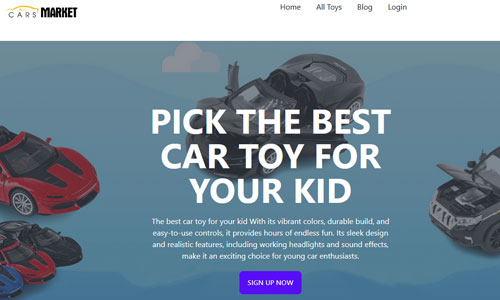 CARS MARKET
Home All Toys Blog Login
PICK THE BEST
CAR TOY FOR
YOUR KID
The best car toy for your kid With its vibrant colors, durable build, and
easy-to-use controls, it provides hours of endless fun. Its sleek design
and realistic features, including working headlights and sound effects,
make it an exciting choice for young car enthusiasts.
SIGN UP NOW